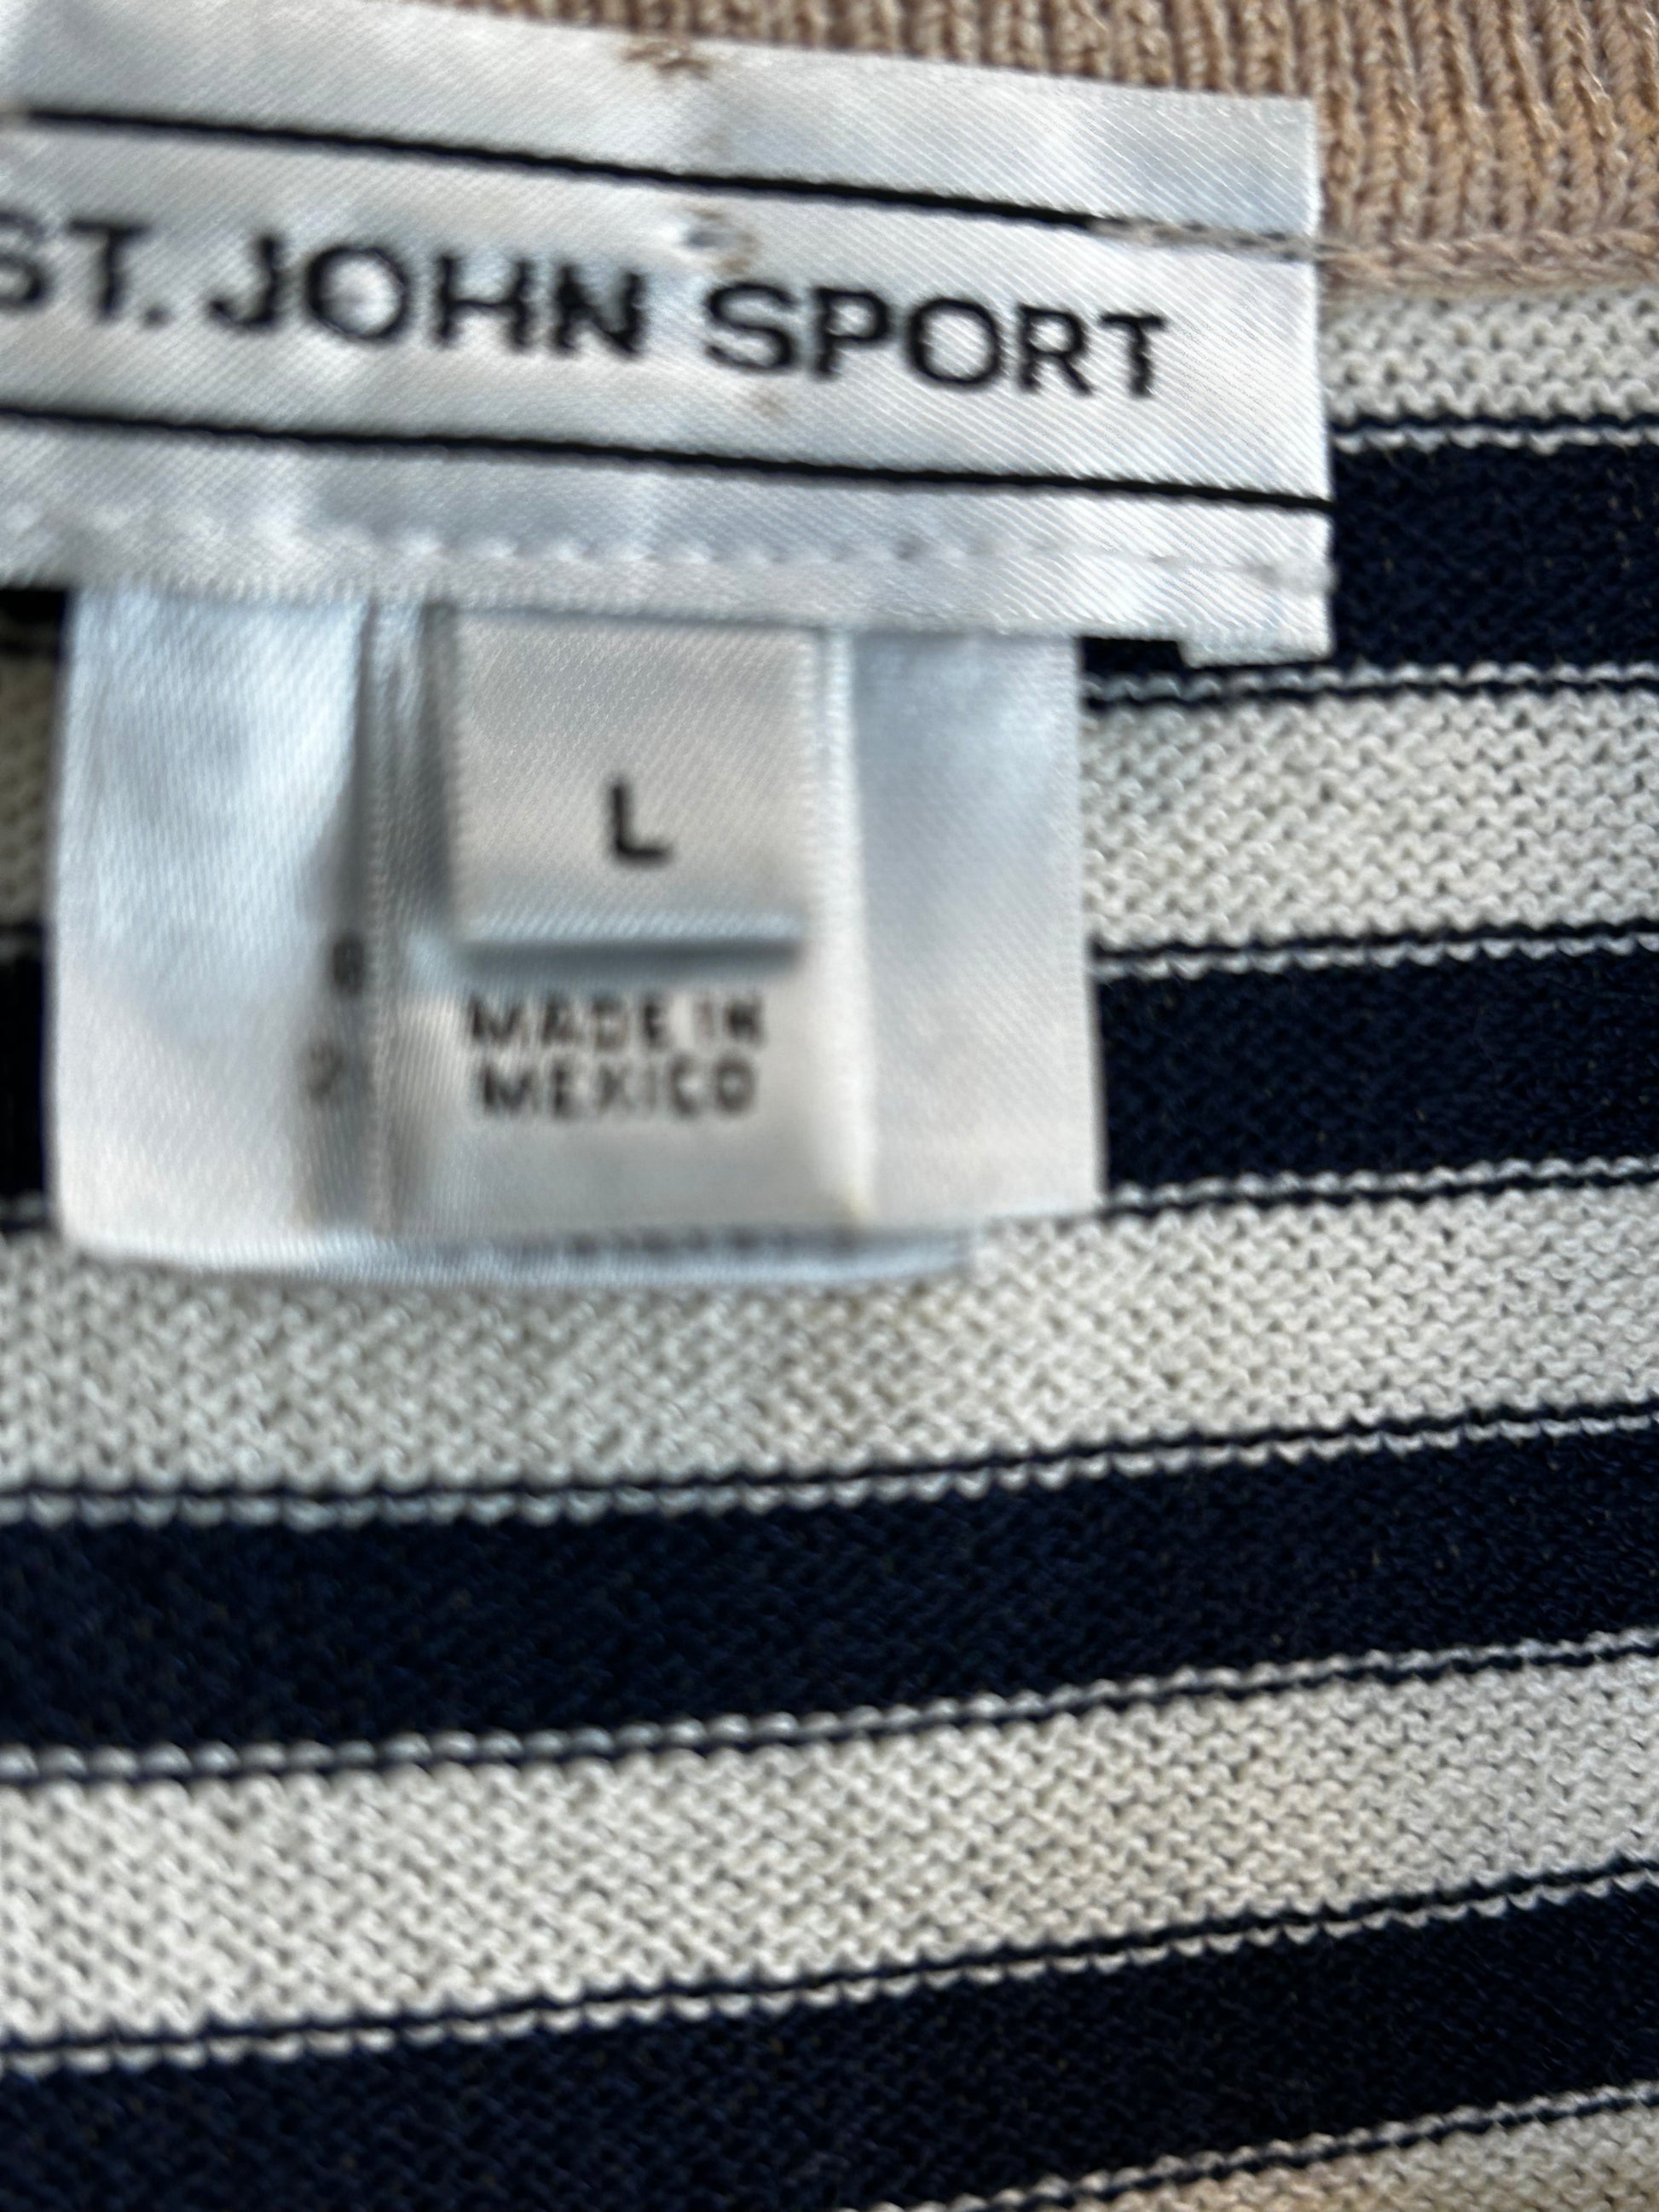 ST. JOHN SPORT
L
MADE IN
MEXICO